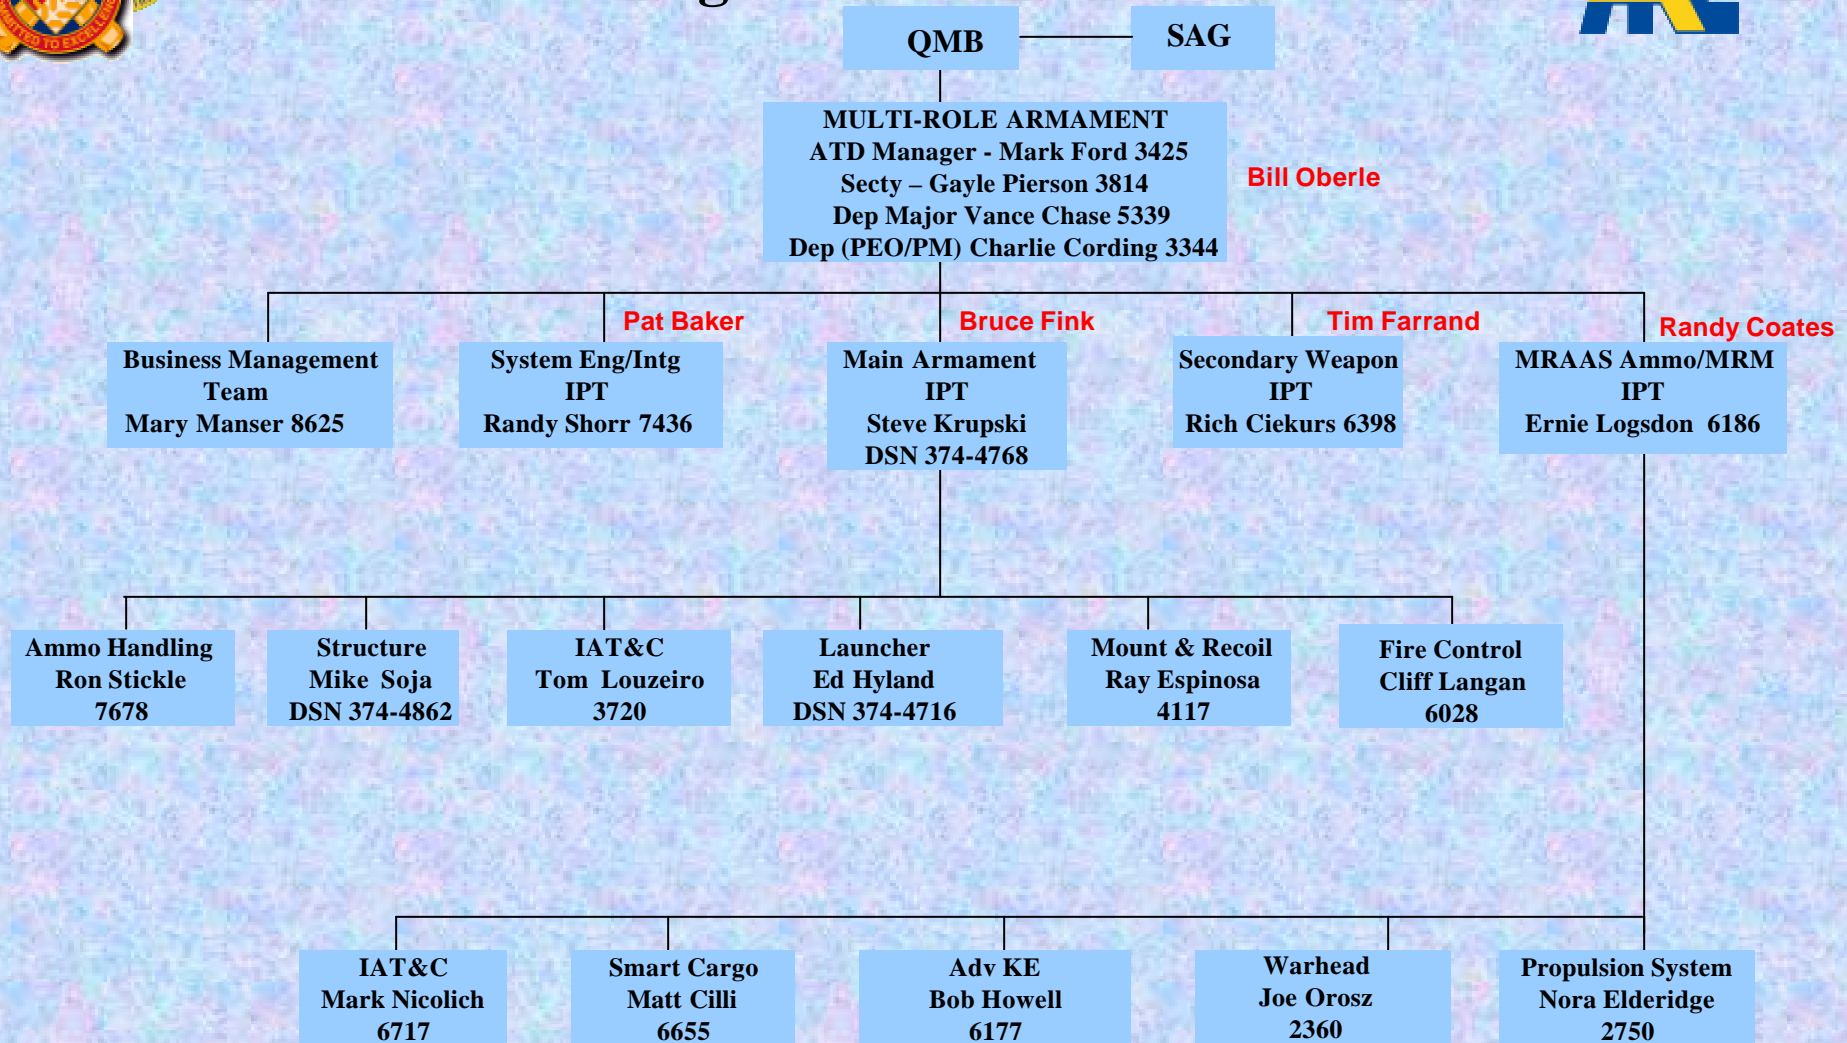 TTED TO EXCELLEN
g
QMB
SAG
MULTI-ROLE ARMAMENT
ATD Manager - Mark Ford 3425
Secty – Gayle Pierson 3814
Dep Major Vance Chase 5339
Dep (PEO/PM) Charlie Cording 3344
Bill Oberle
Pat Baker
Bruce Fink
Tim Farrand
Randy Coates
Business Management
Team
Mary Manser 8625
System Eng/Intg
IPT
Randy Shorr 7436
Main Armament
IPT
Steve Krupski
DSN 374-4768
Secondary Weapon
IPT
Rich Ciekurs 6398
MRAAS Ammo/MRM
IPT
Ernie Logsdon 6186
Ammo Handling
Ron Stickle
7678
Structure
Mike Soja
DSN 374-4862
IAT&C
Tom Louzeiro
3720
Launcher
Ed Hyland
DSN 374-4716
Mount & Recoil
Ray Espinosa
4117
Fire Control
Cliff Langan
6028
IAT&C
Mark Nicolich
6717
Smart Cargo
Matt Cilli
6655
Adv KE
Bob Howell
6177
Warhead
Joe Orosz
2360
Propulsion System
Nora Elderidge
2750